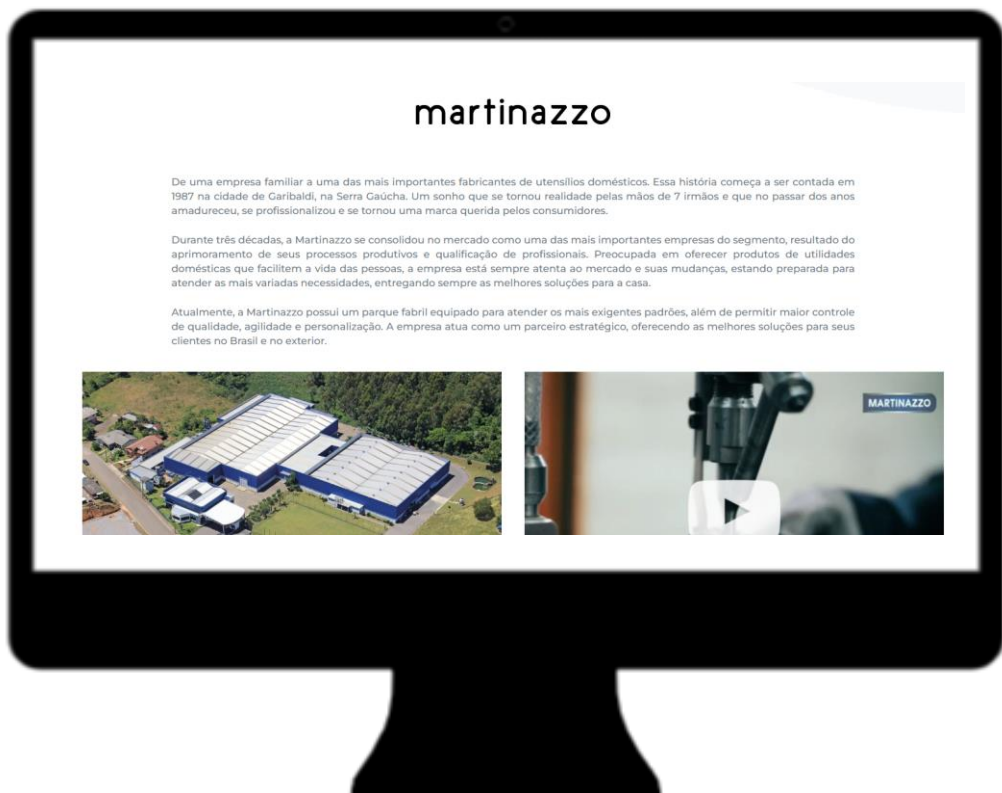 martinazzo
De uma empresa familiar a uma das mais importantes fabricantes de utensílios domésticos. Essa história começa a ser contada em
1987 na cidade de Garibaldi, na Serra Gaúcha. Um sonho que se tornou realidade pelas mãos de 7 irmãos e que no passar dos anos
amadureceu, se profissionalizou e se tornou uma marca querida pelos consumidores.
Durante três décadas, a Martinazzo se consolidou no mercado como uma das mais importantes empresas do segmento, resultado do
aprimoramento de seus processos produtivos e qualificação de profissionais. Preocupada em oferecer produtos de utilidades
domésticas que facilitem a vida das pessoas, a empresa está sempre atenta ao mercado e suas mudanças, estando preparada para
atender as mais variadas necessidades, entregando sempre as melhores soluções para a casa.
Atualmente, a Martinazzo possui um parque fabril equipado para atender os mais exigentes padrões, além de permitir maior controle
de qualidade, agilidade e personalização. A empresa atua como um parceiro estratégico, oferecendo as melhores soluções para seus
clientes no Brasil e no exterior.
MARTINAZZO